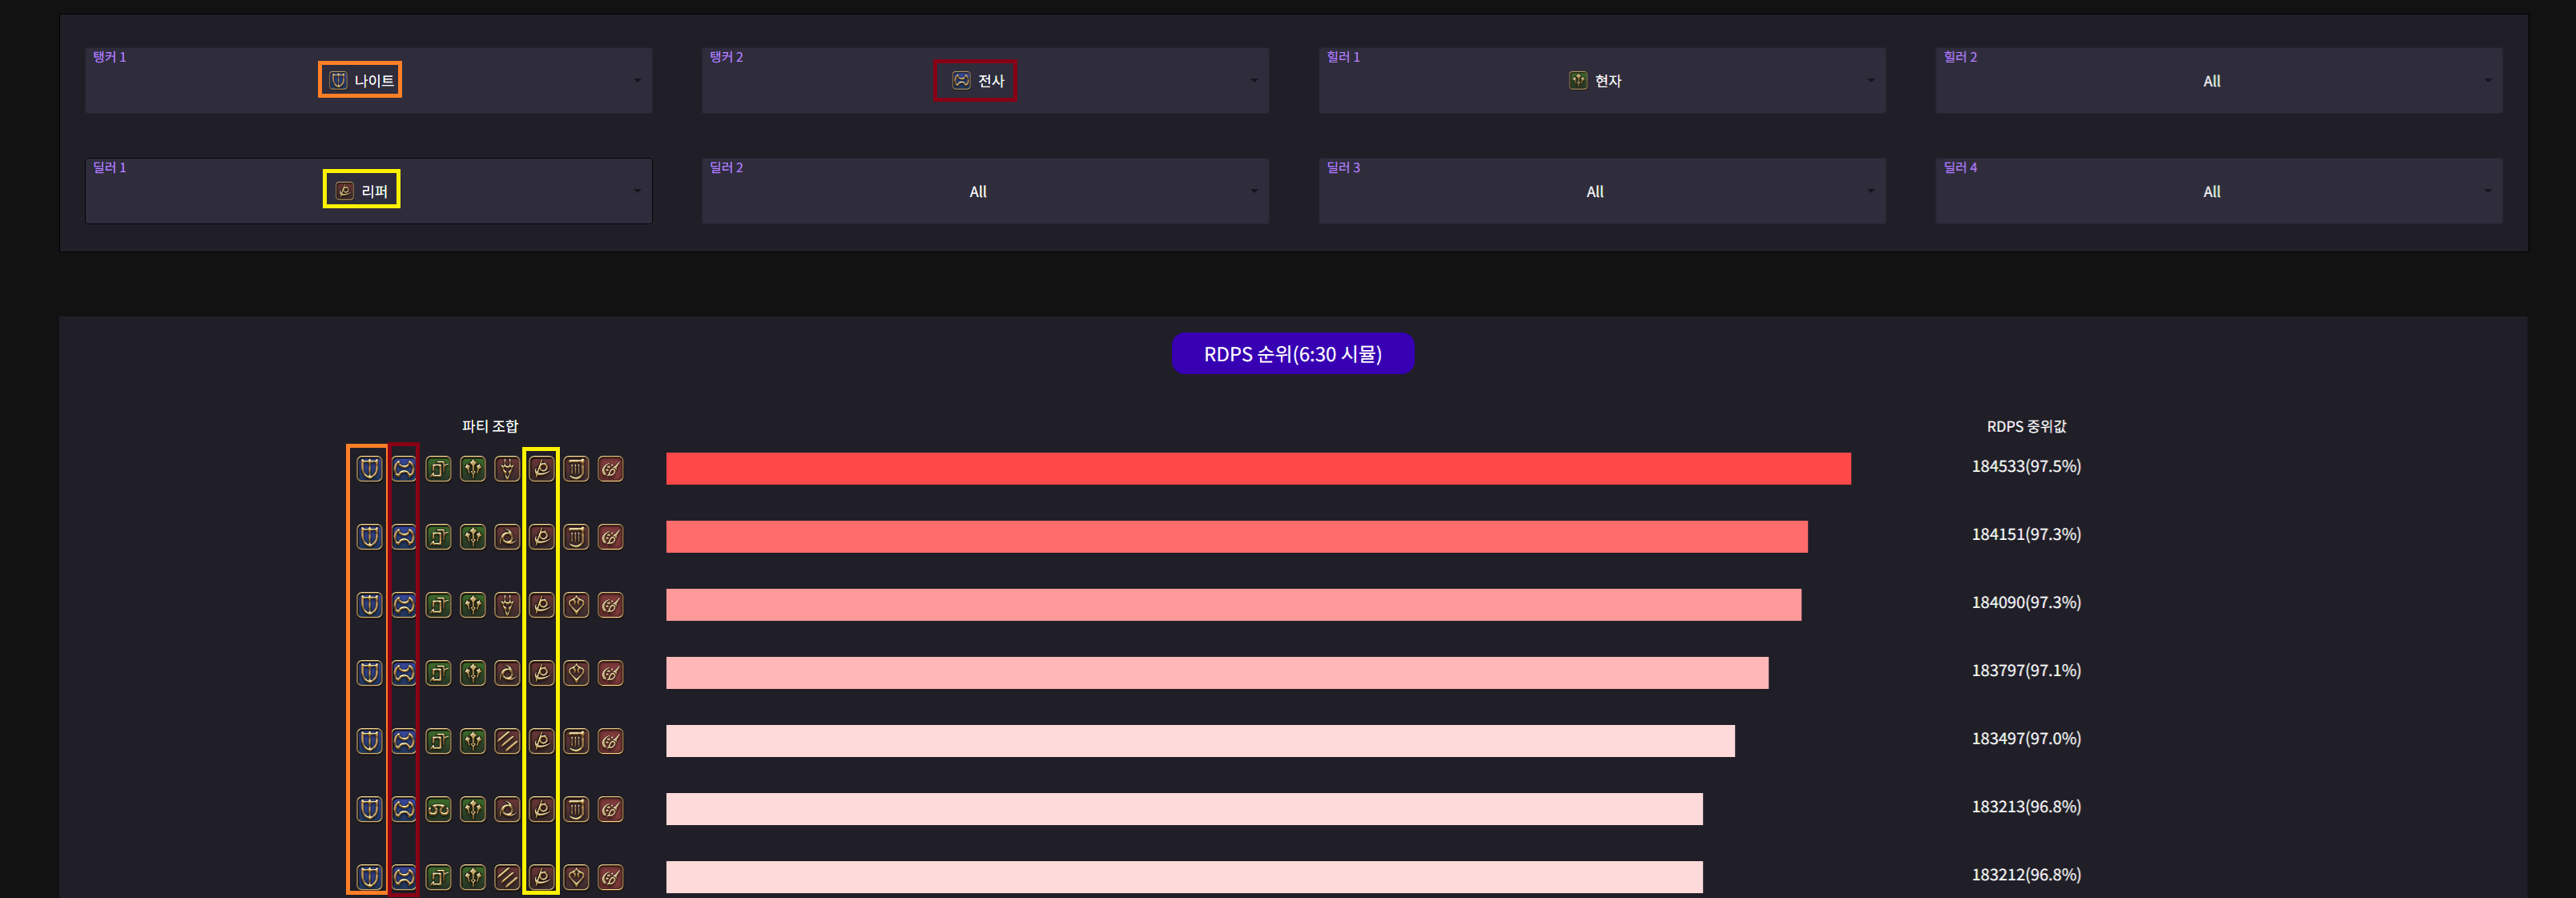 탱커 1
나이트
탱커 2
전사
힐러 1
현자
힐러 2
All
딜러 1
리퍼
딜러 2
All
딜러 3
All
딜러 4
All
RDPS 순위(6:30 시뮬)
파티 조합
RDPS 중위값
184533(97.5%)
184151(97.3%)
184090(97.3%)
183797(97.1%)
183497(97.0%)
183213(96.8%)
183212(96.8%)